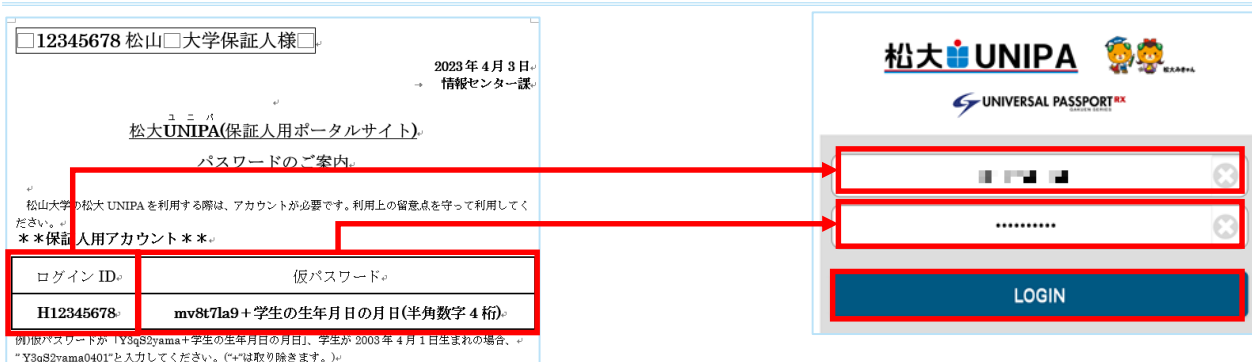 □12345678 松山□大学保証人様□
2023年4月3日
情報センター課
ユニパ
松大UNIPA(保証人用ポータルサイト)
パスワードのご案内
松山大学の松大 UNIPA を利用する際は、アカウントが必要です。利用上の留意点を守って利用してく
ださい。
＊＊保証人用アカウント＊＊
ログイン ID 仮パスワード
H12345678 mv8t7la9+学生の生年月日の月日(半角数字 4 桁)
例)仮パスワードが「Y3qS2yama+学生の生年月日の月日」、学生が 2003 年 4 月 1 日生まれの場合、
"Y3qS2yama0401"と入力してください。("+"は取り除きます。)
松大UNIPA
松大みきゃん
UNIVERSAL PASSPORT RX
GAKUEN SERIES
••••••••••
LOGIN